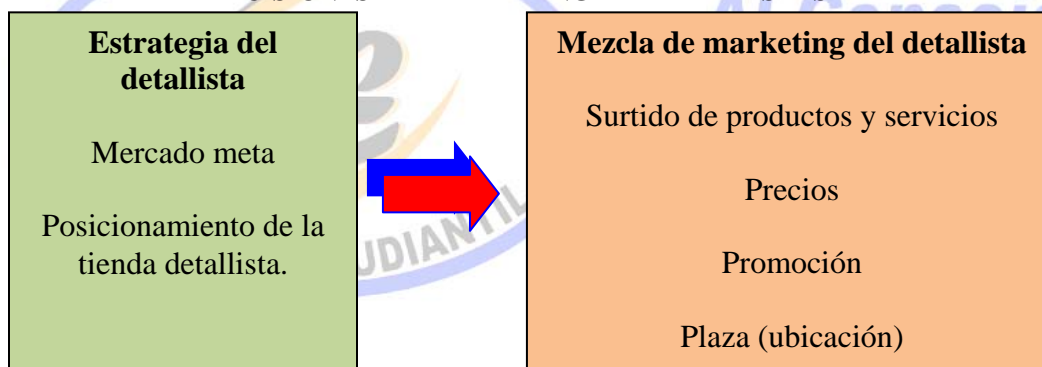 Estrategia del
detallista
Mercado meta
Posicionamiento de la
tienda detallista.
Mezcla de marketing del detallista
Surtido de productos y servicios
Precios
Promoción
Plaza (ubicación)